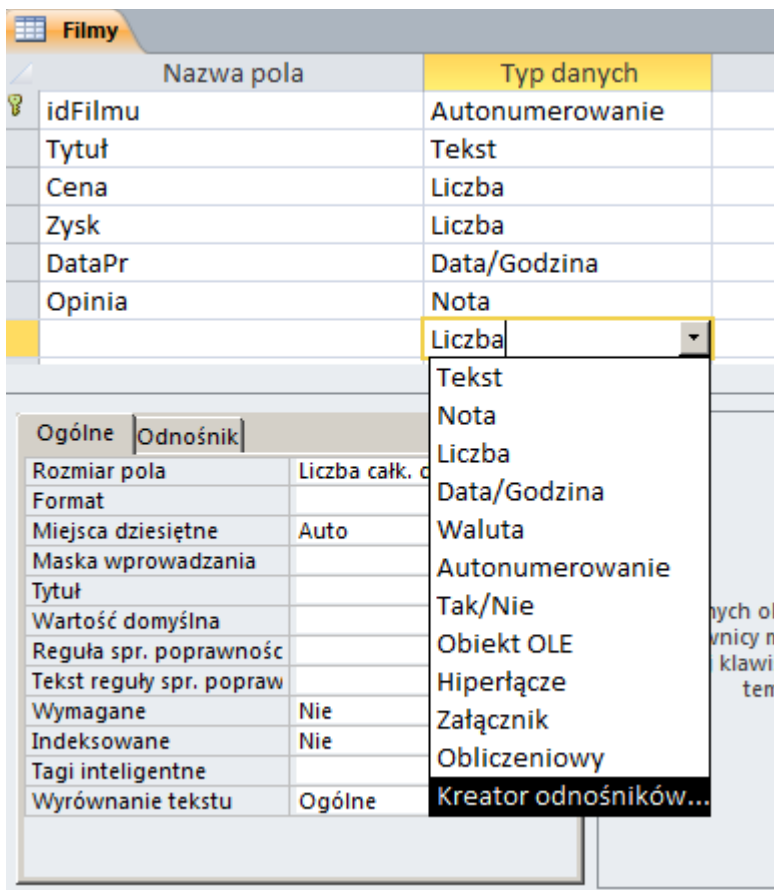 Filmy
Nazwa pola Typ danych
idFilmu Autonumerowanie
Tytuł Tekst
Cena Liczba
Zysk Liczba
DataPr Data/Godzina
Opinia Nota
Liczba
Tekst
Nota
Liczba
Data/Godzina
Waluta
Autonumerowanie
Tak/Nie
Obiekt OLE
Hiperłącze
Załącznik
Obliczeniowy
Kreator odnośników...
Ogólne Odnośnik
Rozmiar pola Liczba całk.
Format
Miejsca dziesiętne Auto
Maska wprowadzania
Tytuł
Wartość domyślna
Reguła spr. poprawnośc
Tekst reguły spr. popraw
Wymagane Nie
Indeksowane Nie
Tagi inteligentne
Wyrównanie tekstu Ogólne